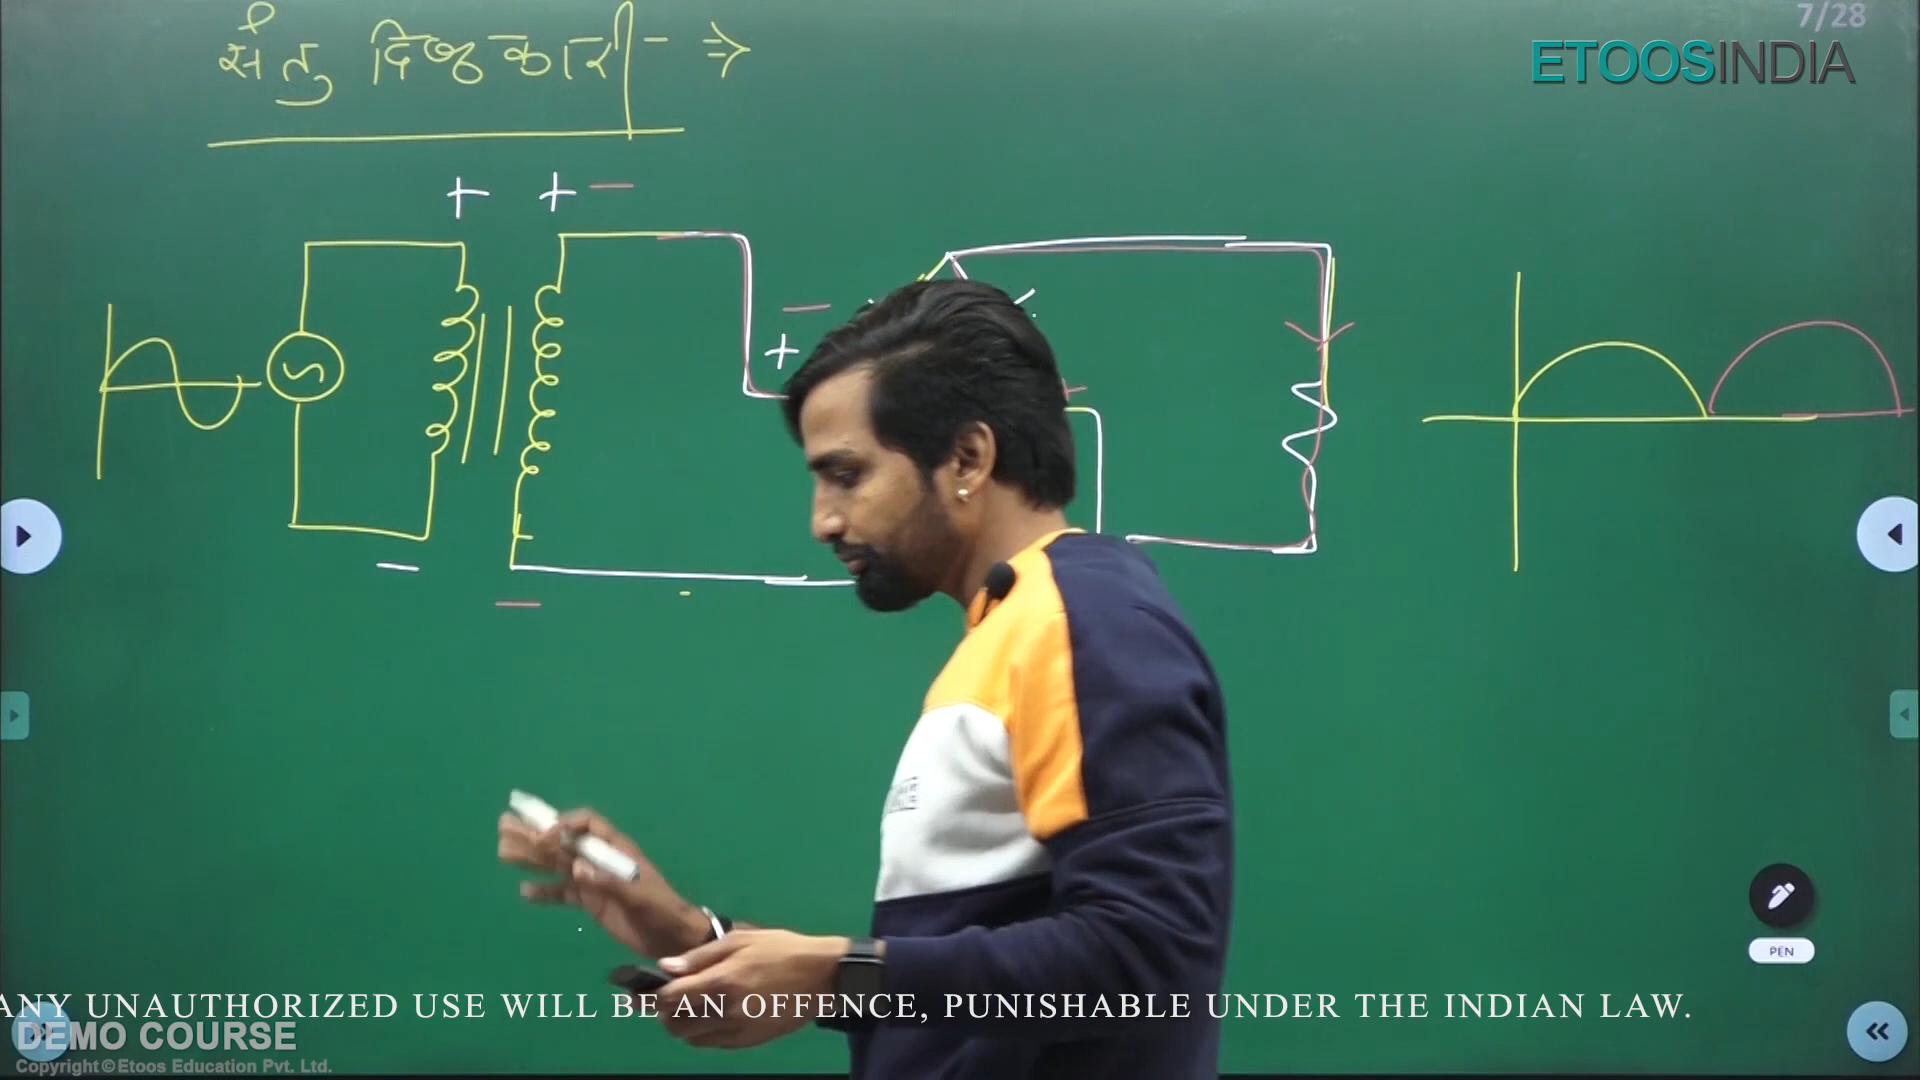 7/28
ETOOSINDIA
सेतु दिष्टकारी - ⇒
+ + −
−
+
+
− −
PEN
ANY UNAUTHORIZED USE WILL BE AN OFFENCE, PUNISHABLE UNDER THE INDIAN LAW.
DEMO COURSE
Copyright © Etoos Education Pvt. Ltd.